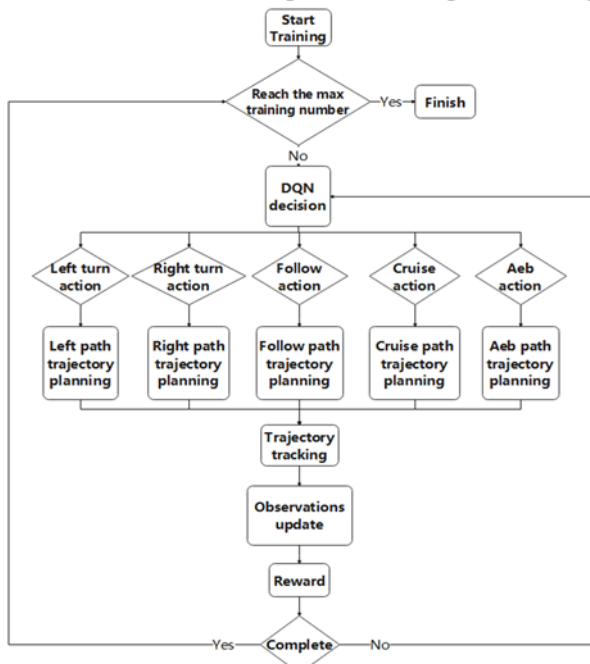 Start
Training
Reach the max
training number
Yes
Finish
No
DQN
decision
Left turn
action
Right turn
action
Follow
action
Cruise
action
Aeb
action
Left path
trajectory
planning
Right path
trajectory
planning
Follow path
trajectory
planning
Cruise path
trajectory
planning
Aeb path
trajectory
planning
Trajectory
tracking
Observations
update
Reward
Yes
Complete
No